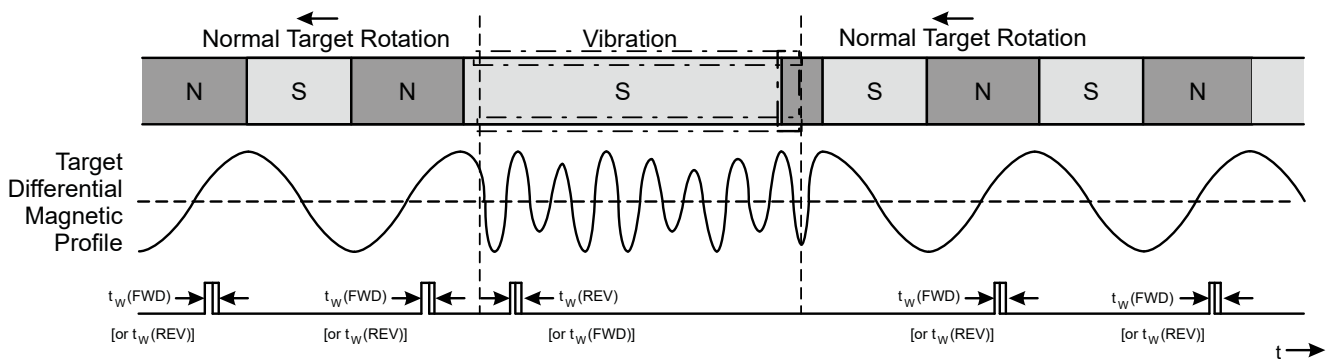 Normal Target Rotation
Vibration
Normal Target Rotation
N
S
N
S
S
N
S
N
Target
Differential
Magnetic
Profile
tW(FWD)
tW(FWD)
tW(REV)
tW(FWD)
tW(FWD)
[or tW(REV)]
[or tW(REV)]
[or tW(FWD)]
[or tW(REV)]
[or tW(REV)]
t